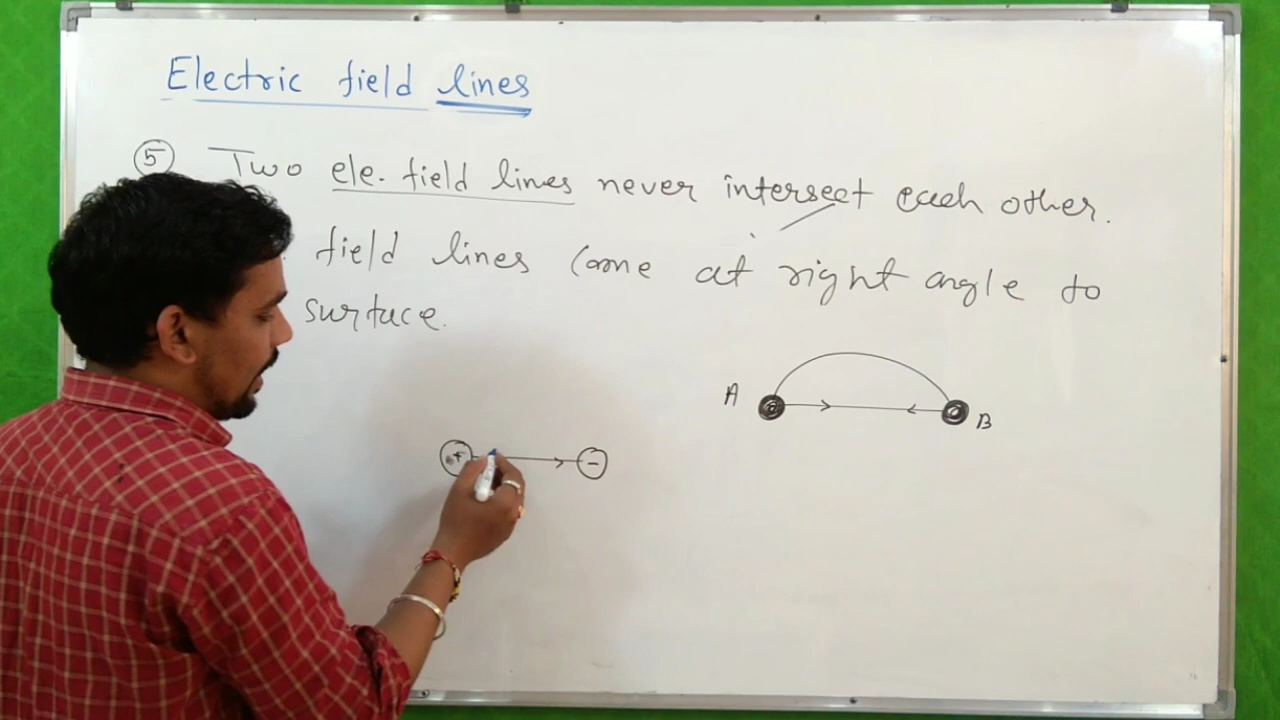 Electric field lines
5 Two ele. field lines never intersect each other.
field lines come at right angle to
surface.
A B
+ -